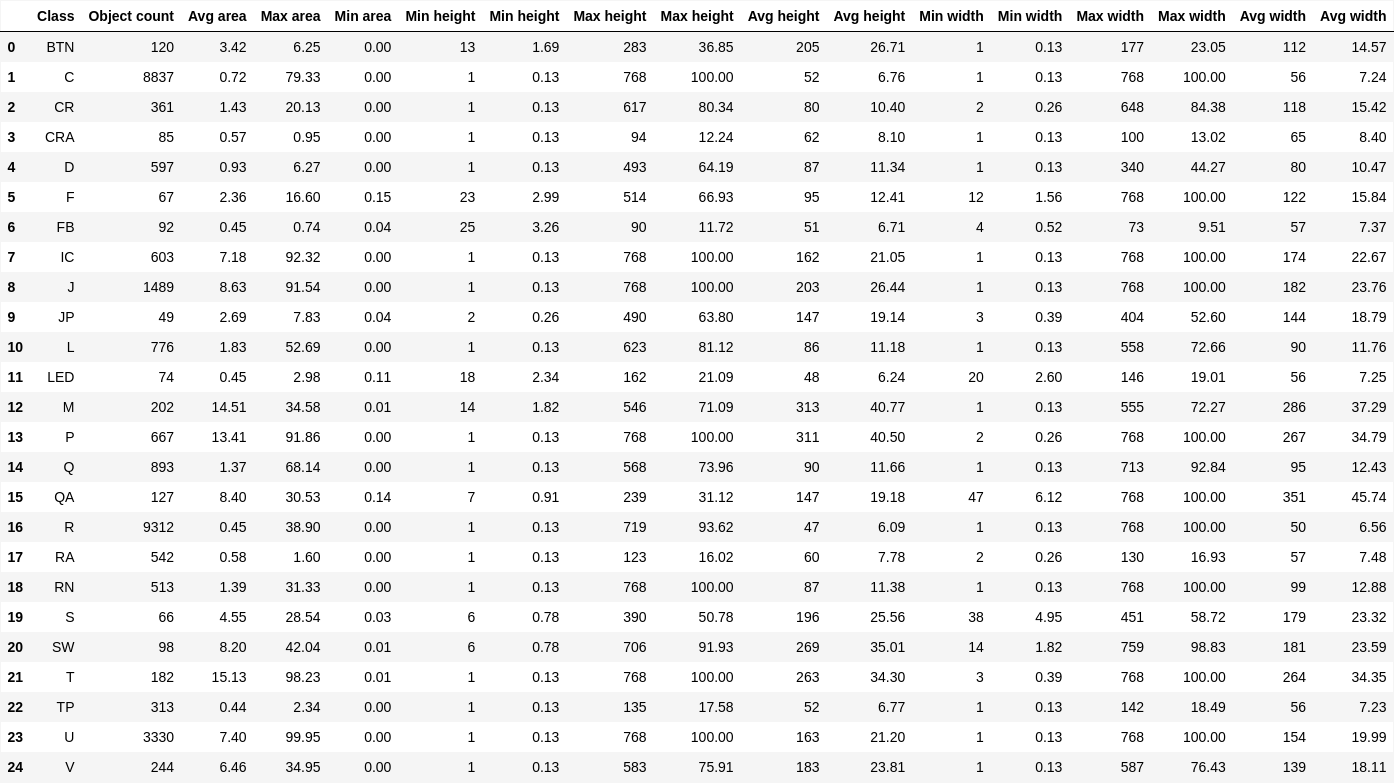 Class Object count Avg area Max area Min area Min height Min height Max height Max height Avg height Avg height Min width Min width Max width Max width Avg width Avg width
0 BTN 120 3.42 6.25 0.00 13 1.69 283 36.85 205 26.71 1 0.13 177 23.05 112 14.57
1 C 8837 0.72 79.33 0.00 1 0.13 768 100.00 52 6.76 1 0.13 768 100.00 56 7.24
2 CR 361 1.43 20.13 0.00 1 0.13 617 80.34 80 10.40 2 0.26 648 84.38 118 15.42
3 CRA 85 0.57 0.95 0.00 1 0.13 94 12.24 62 8.10 1 0.13 100 13.02 65 8.40
4 D 597 0.93 6.27 0.00 1 0.13 493 64.19 87 11.34 1 0.13 340 44.27 80 10.47
5 F 67 2.36 16.60 0.15 23 2.99 514 66.93 95 12.41 12 1.56 768 100.00 122 15.84
6 FB 92 0.45 0.74 0.04 25 3.26 90 11.72 51 6.71 4 0.52 73 9.51 57 7.37
7 IC 603 7.18 92.32 0.00 1 0.13 768 100.00 162 21.05 1 0.13 768 100.00 174 22.67
8 J 1489 8.63 91.54 0.00 1 0.13 768 100.00 203 26.44 1 0.13 768 100.00 182 23.76
9 JP 49 2.69 7.83 0.04 2 0.26 490 63.80 147 19.14 3 0.39 404 52.60 144 18.79
10 L 776 1.83 52.69 0.00 1 0.13 623 81.12 86 11.18 1 0.13 558 72.66 90 11.76
11 LED 74 0.45 2.98 0.11 18 2.34 162 21.09 48 6.24 20 2.60 146 19.01 56 7.25
12 M 202 14.51 34.58 0.01 14 1.82 546 71.09 313 40.77 1 0.13 555 72.27 286 37.29
13 P 667 13.41 91.86 0.00 1 0.13 768 100.00 311 40.50 2 0.26 768 100.00 267 34.79
14 Q 893 1.37 68.14 0.00 1 0.13 568 73.96 90 11.66 1 0.13 713 92.84 95 12.43
15 QA 127 8.40 30.53 0.14 7 0.91 239 31.12 147 19.18 47 6.12 768 100.00 351 45.74
16 R 9312 0.45 38.90 0.00 1 0.13 719 93.62 47 6.09 1 0.13 768 100.00 50 6.56
17 RA 542 0.58 1.60 0.00 1 0.13 123 16.02 60 7.78 2 0.26 130 16.93 57 7.48
18 RN 513 1.39 31.33 0.00 1 0.13 768 100.00 87 11.38 1 0.13 768 100.00 99 12.88
19 S 66 4.55 28.54 0.03 6 0.78 390 50.78 196 25.56 38 4.95 451 58.72 179 23.32
20 SW 98 8.20 42.04 0.01 6 0.78 706 91.93 269 35.01 14 1.82 759 98.83 181 23.59
21 T 182 15.13 98.23 0.01 1 0.13 768 100.00 263 34.30 3 0.39 768 100.00 264 34.35
22 TP 313 0.44 2.34 0.00 1 0.13 135 17.58 52 6.77 1 0.13 142 18.49 56 7.23
23 U 3330 7.40 99.95 0.00 1 0.13 768 100.00 163 21.20 1 0.13 768 100.00 154 19.99
24 V 244 6.46 34.95 0.00 1 0.13 583 75.91 183 23.81 1 0.13 587 76.43 139 18.11